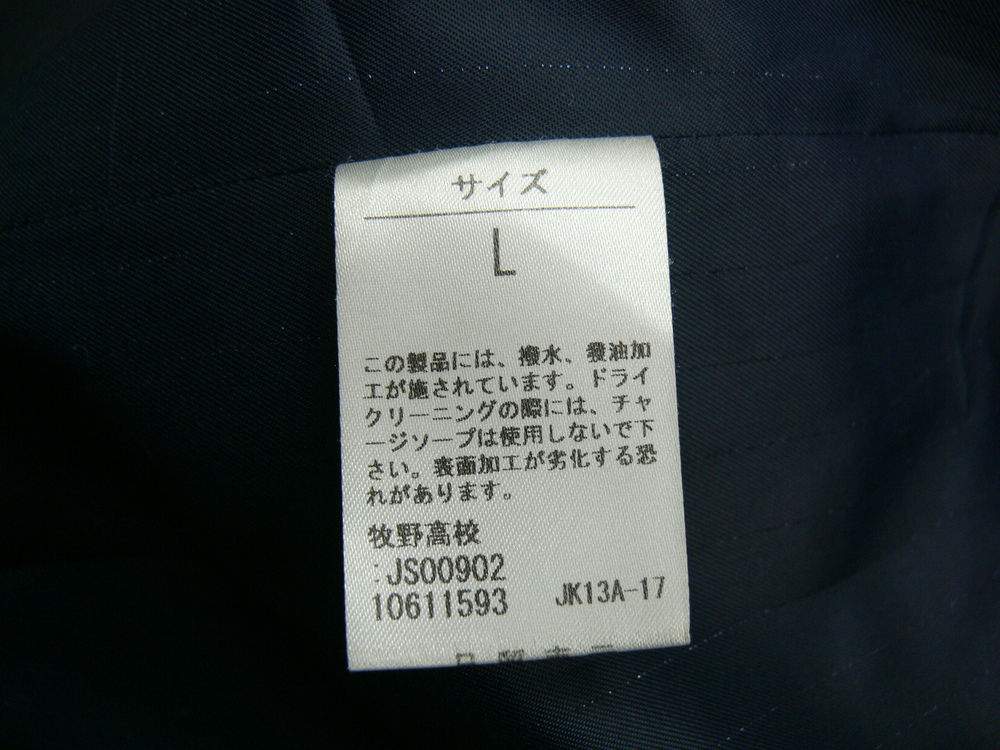 サイズ
L
この製品には、撥水、撥油加
工が施されています。ドライ
クリーニングの際には、チャ
ージソープは使用しないで下
さい。表面加工が劣化する恐
れがあります。
牧野高校
:JS00902
10611593 JK13A-17